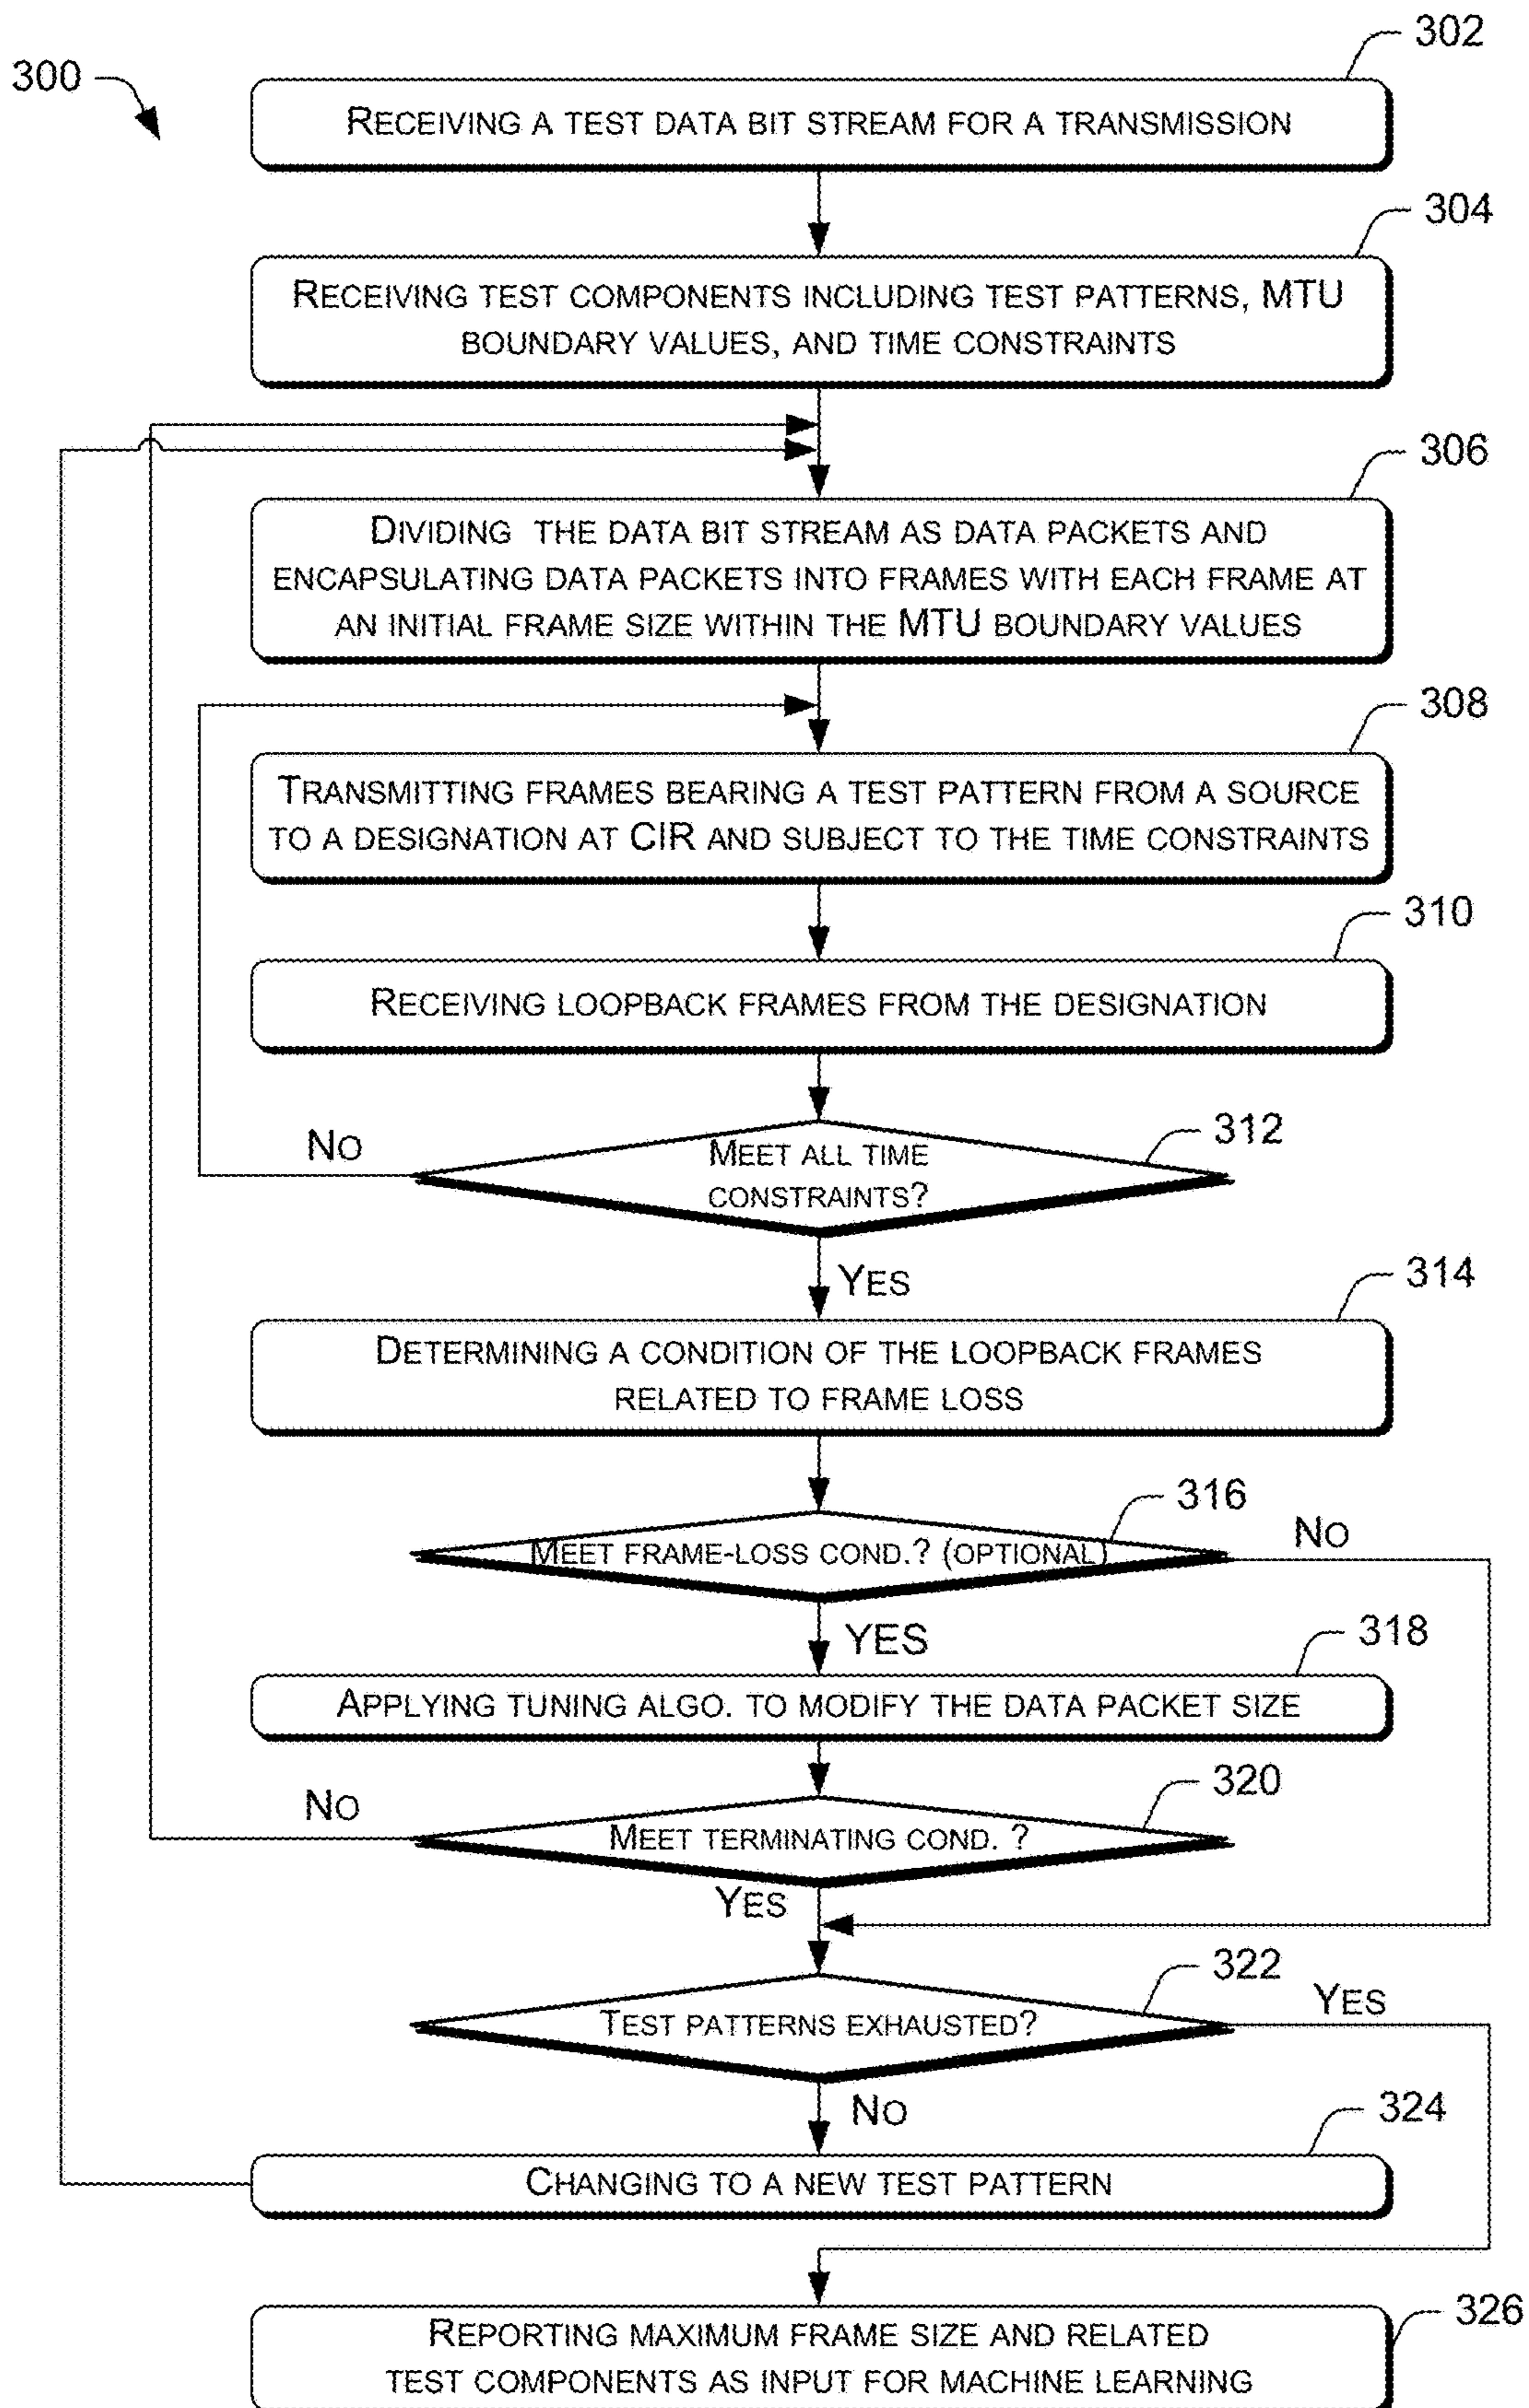 302
300
RECEIVING A TEST DATA BIT STREAM FOR A TRANSMISSION
304
RECEIVING TEST COMPONENTS INCLUDING TEST PATTERNS, MTU
BOUNDARY VALUES, AND TIME CONSTRAINTS
306
DIVIDING THE DATA BIT STREAM AS DATA PACKETS AND
ENCAPSULATING DATA PACKETS INTO FRAMES WITH EACH FRAME AT
AN INITIAL FRAME SIZE WITHIN THE MTU BOUNDARY VALUES
308
TRANSMITTING FRAMES BEARING A TEST PATTERN FROM A SOURCE
TO A DESIGNATION AT CIR AND SUBJECT TO THE TIME CONSTRAINTS
310
RECEIVING LOOPBACK FRAMES FROM THE DESIGNATION
312
NO
MEET ALL TIME
CONSTRAINTS?
YES
314
DETERMINING A CONDITION OF THE LOOPBACK FRAMES
RELATED TO FRAME LOSS
316
NO
MEET FRAME-LOSS COND.? (OPTIONAL)
YES
318
APPLYING TUNING ALGO. TO MODIFY THE DATA PACKET SIZE
320
NO
MEET TERMINATING COND. ?
YES
322
YES
TEST PATTERNS EXHAUSTED?
NO
324
CHANGING TO A NEW TEST PATTERN
326
REPORTING MAXIMUM FRAME SIZE AND RELATED
TEST COMPONENTS AS INPUT FOR MACHINE LEARNING